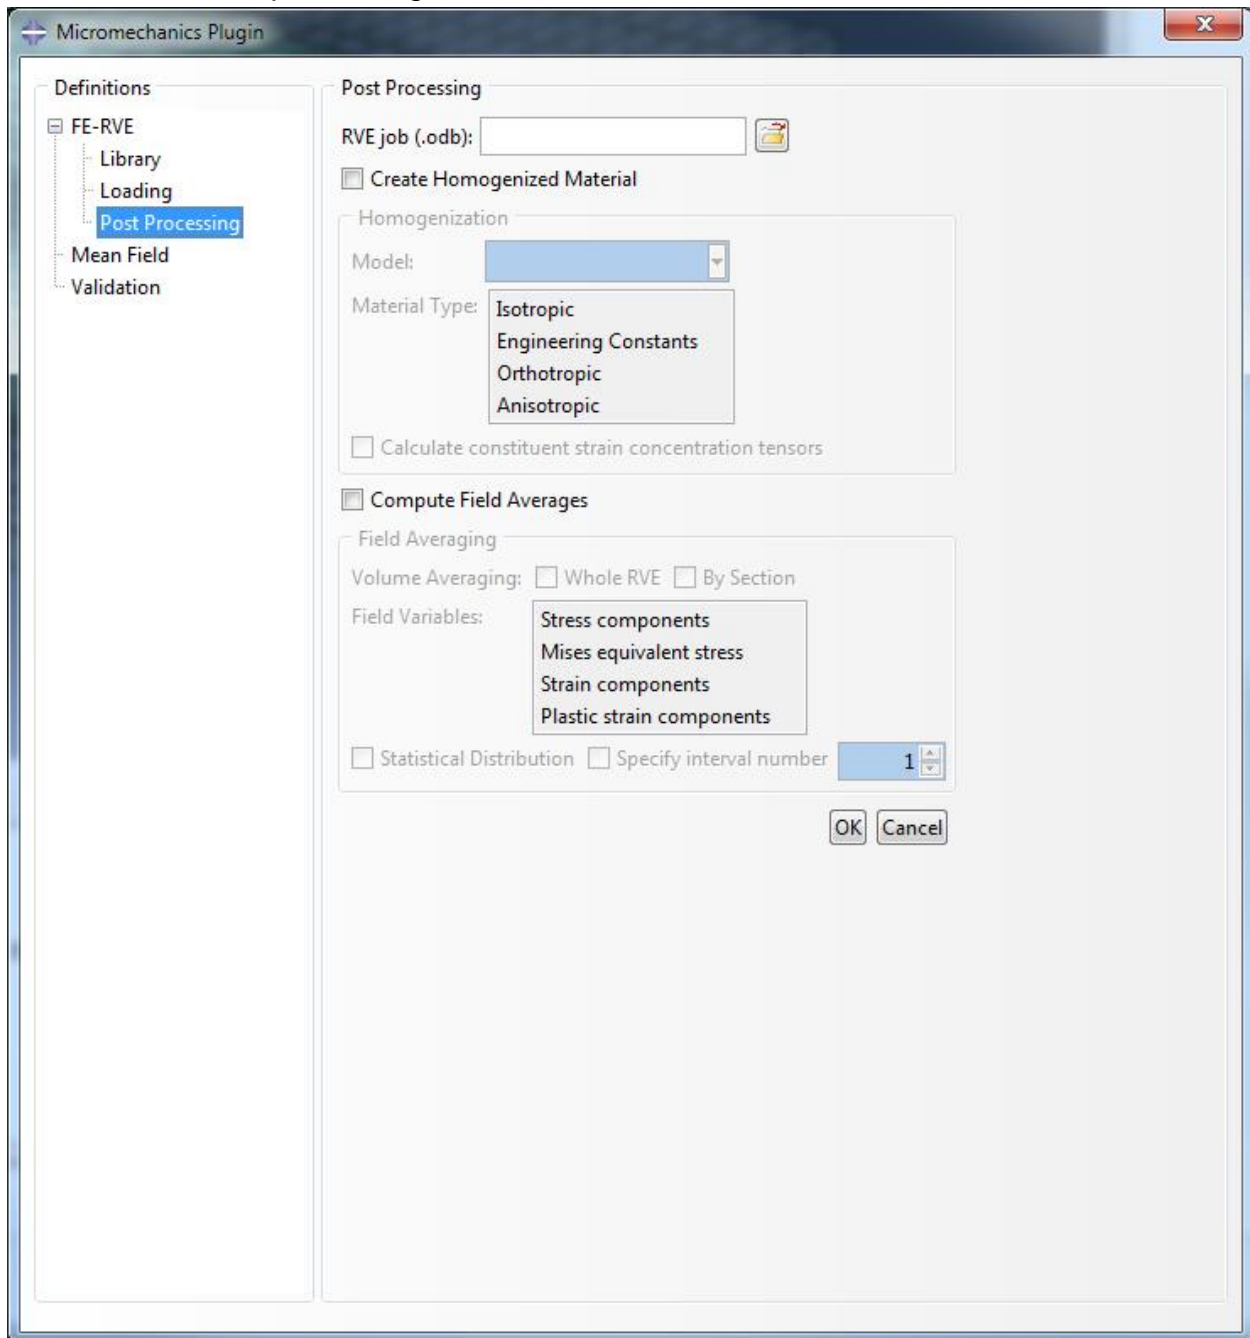 Micromechanics Plugin
x
Definitions
FE-RVE
Library
Loading
Post Processing
Mean Field
Validation
Post Processing
RVE job (.odb):
Create Homogenized Material
Homogenization
Model:
Material Type:
Isotropic
Engineering Constants
Orthotropic
Anisotropic
Calculate constituent strain concentration tensors
Compute Field Averages
Field Averaging
Volume Averaging: Whole RVE By Section
Field Variables:
Stress components
Mises equivalent stress
Strain components
Plastic strain components
Statistical Distribution Specify interval number 1
OK Cancel